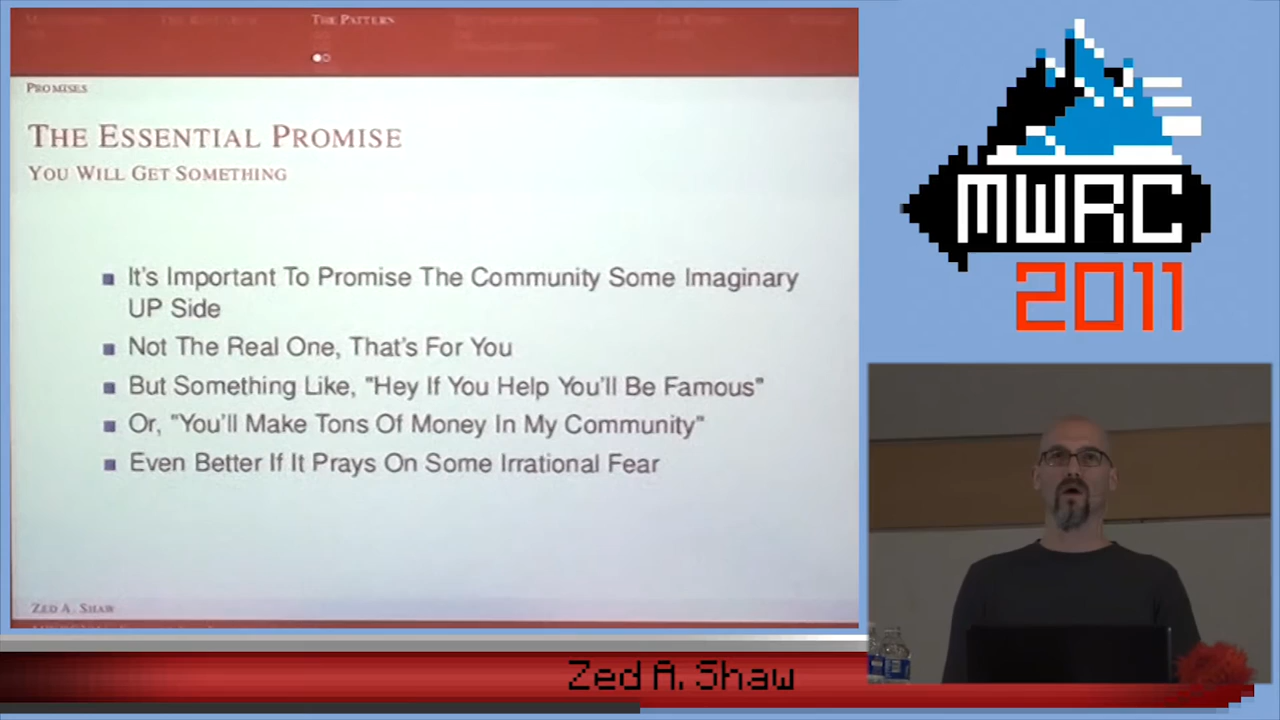 THE PATTERN
PROMISES
THE ESSENTIAL PROMISE
YOU WILL GET SOMETHING
It's Important To Promise The Community Some Imaginary
UP Side
Not The Real One, That's For You
But Something Like, "Hey If You Help You'll Be Famous"
Or, "You'll Make Tons Of Money In My Community"
Even Better If It Prays On Some Irrational Fear
ZED A. SHAW
MWRC
2011
Zed A. Shaw